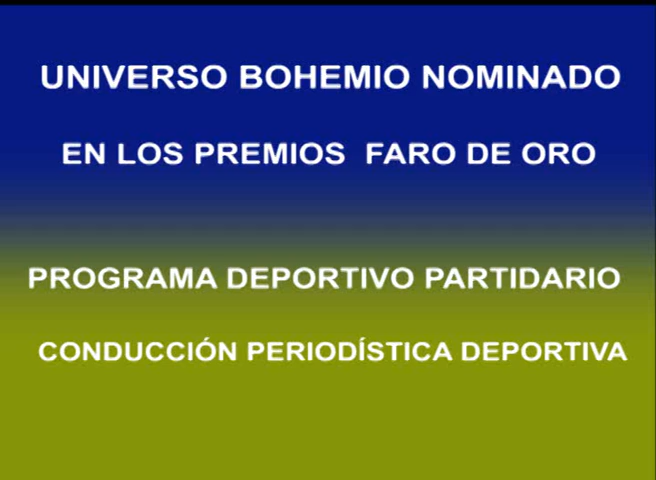 UNIVERSO BOHEMIO NOMINADO
EN LOS PREMIOS FARO DE ORO
PROGRAMA DEPORTIVO PARTIDARIO
CONDUCCIÓN PERIODÍSTICA DEPORTIVA